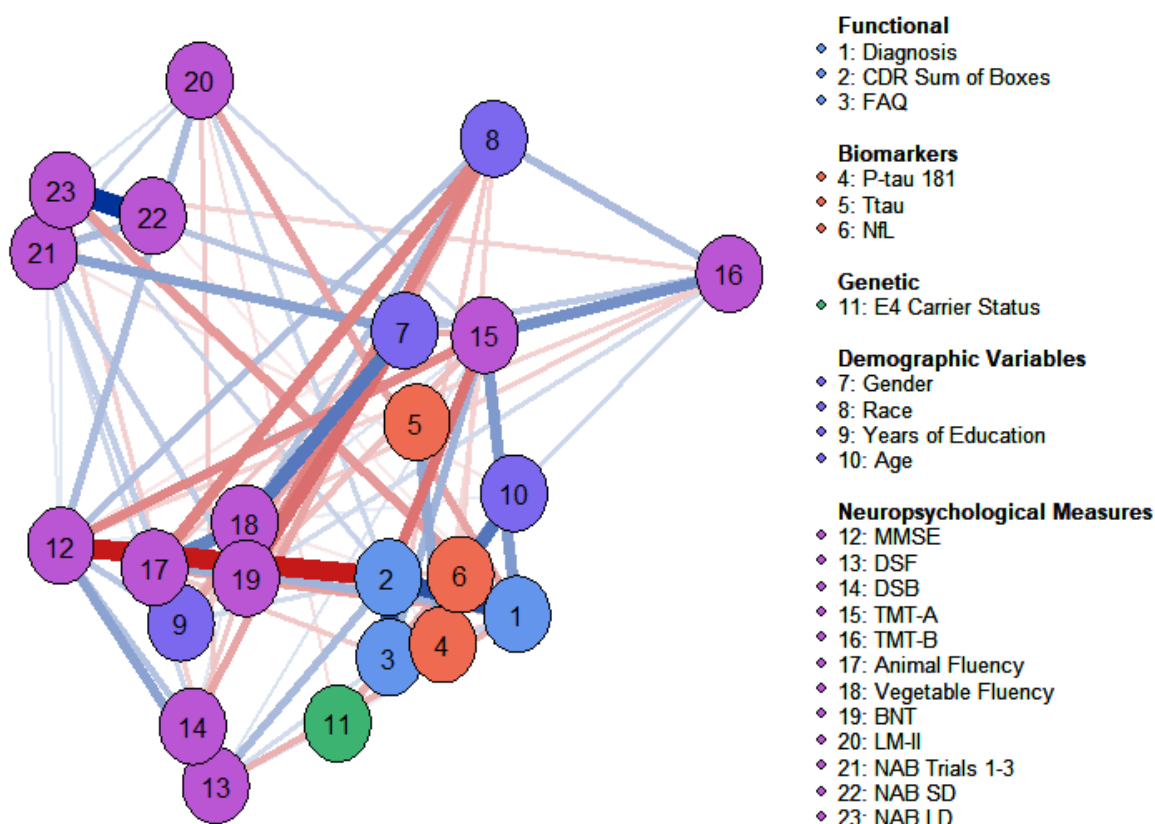 Functional
1: Diagnosis
2: CDR Sum of Boxes
3: FAQ
Biomarkers
4: P-tau 181
5: Ttau
6: NfL
Genetic
11: E4 Carrier Status
Demographic Variables
7: Gender
8: Race
9: Years of Education
10: Age
Neuropsychological Measures
12: MMSE
13: DSF
14: DSB
15: TMT-A
16: TMT-B
17: Animal Fluency
18: Vegetable Fluency
19: BNT
20: LM-II
21: NAB Trials 1-3
22: NAB SD
23: NAB LD
20
8
23
22
21
16
7
15
5
10
18
12
17
19
2
6
9
1
3
4
14
11
13